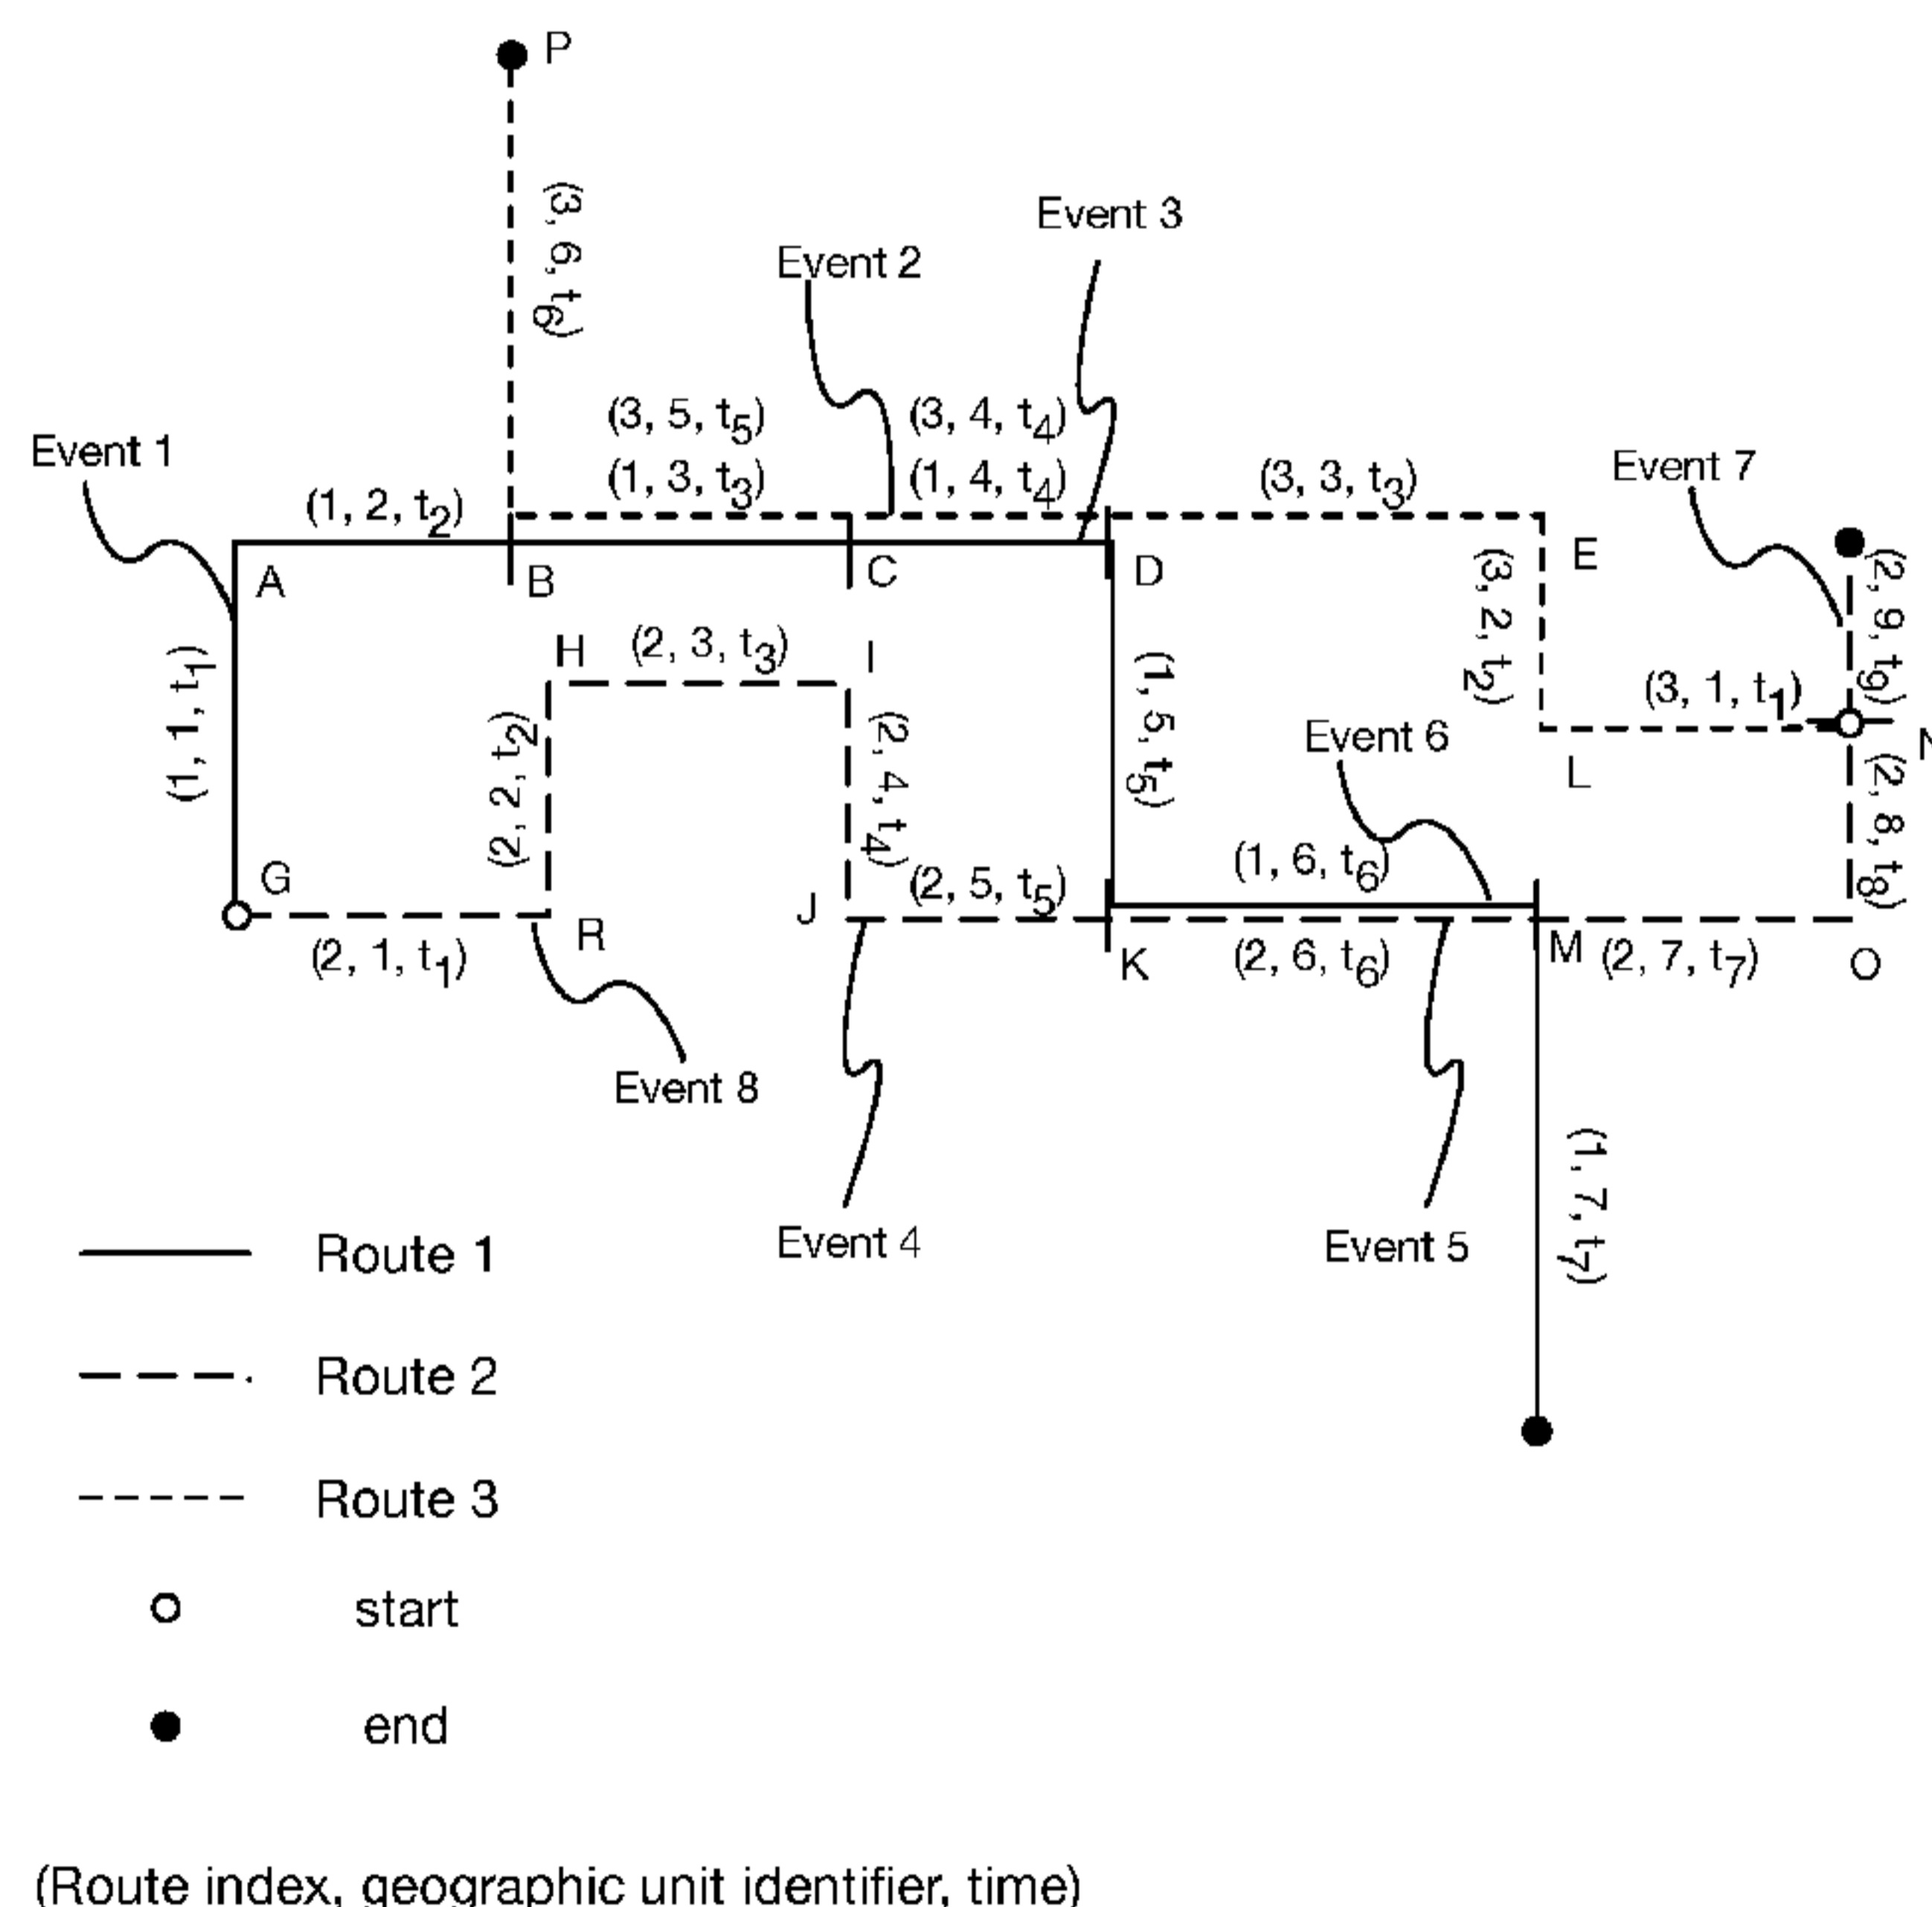 P
(3, 6, t6)
Event 3
Event 2
(3, 5, t5)
(3, 4, t4)
Event 1
(1, 2, t2)
(1, 3, t3)
(1, 4, t4)
(3, 3, t3)
Event 7
A
B
C
D
E
(3, 2, t2)
(2, 9, t9)
H
(2, 3, t3)
I
(1, 1, t1)
(2, 2, t2)
(2, 4, t4)
(1, 5, t5)
Event 6
(3, 1, t1)
N
L
(2, 8, t8)
G
(2, 5, t5)
(1, 6, t6)
J
R
(2, 1, t1)
K
(2, 6, t6)
M
(2, 7, t7)
O
Event 8
(1, 7, t7)
Event 4
Event 5
Route 1
Route 2
Route 3
start
end
(Route index, geographic unit identifier, time)